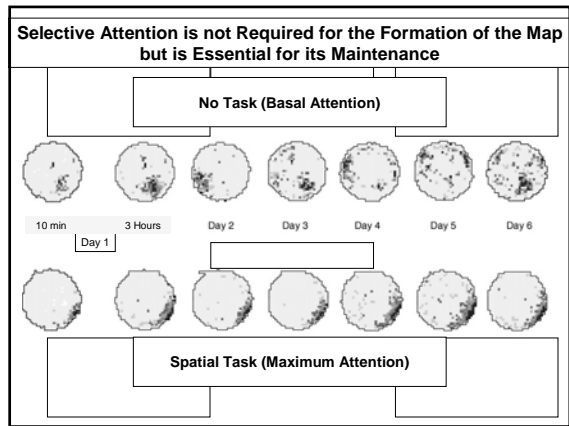 Selective Attention is not Required for the Formation of the Map
but is Essential for its Maintenance
No Task (Basal Attention)
10 min 3 Hours Day 2 Day 3 Day 4 Day 5 Day 6
Day 1
Spatial Task (Maximum Attention)